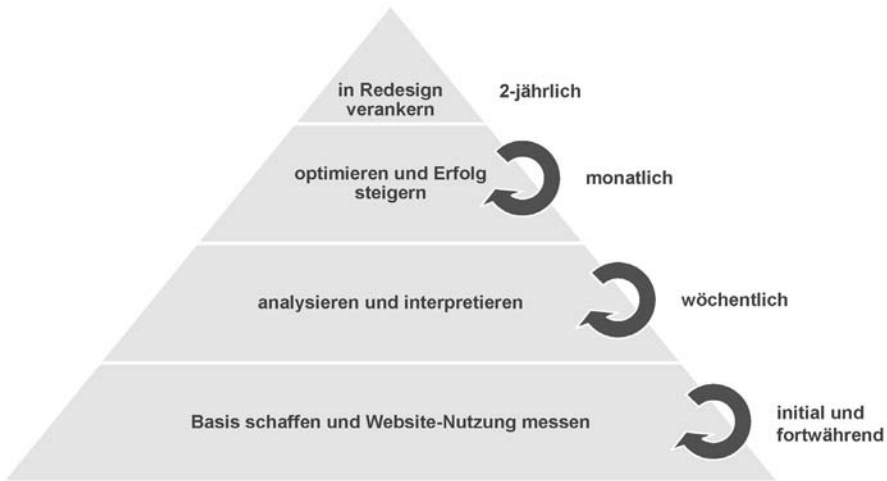 in Redesign
verankern
2-jährlich
optimieren und Erfolg
steigern
monatlich
analysieren und interpretieren
wöchentlich
Basis schaffen und Website-Nutzung messen
initial und
fortwährend